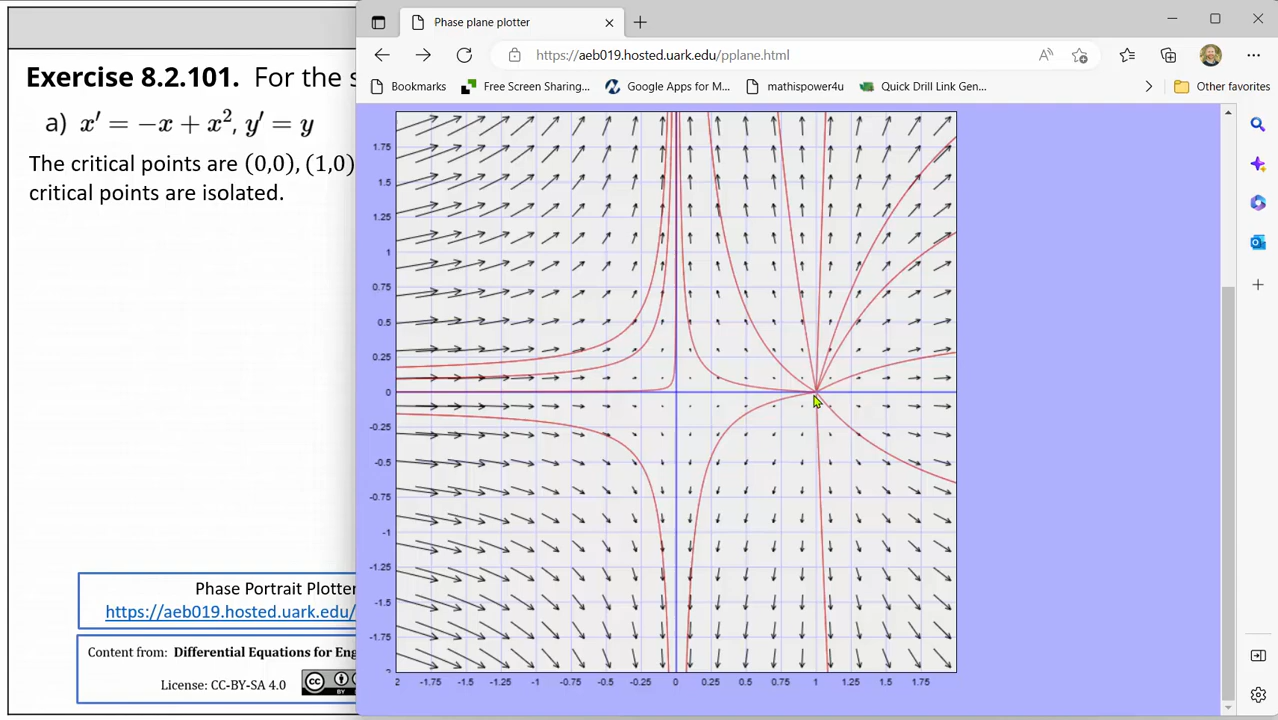 Exercise 8.2.101. For the s
a) x′ = −x + x², y′ = y
The critical points are (0,0), (1,0)
critical points are isolated.
Phase Portrait Plotter
https://aeb019.hosted.uark.edu/
Content from: Differential Equations for Eng
License: CC-BY-SA 4.0
cc
BY
Phase plane plotter
https://aeb019.hosted.uark.edu/pplane.html
Bookmarks
Free Screen Sharing...
Google Apps for M...
mathispower4u
Quick Drill Link Gen...
Other favorites
1.75
1.5
1.25
1
0.75
0.5
0.25
0
-0.25
-0.5
-0.75
-1
-1.25
-1.5
-1.75
2 -1.75 -1.5 -1.25 -1 -0.75 -0.5 -0.25 0 0.25 0.5 0.75 1 1.25 1.5 1.75